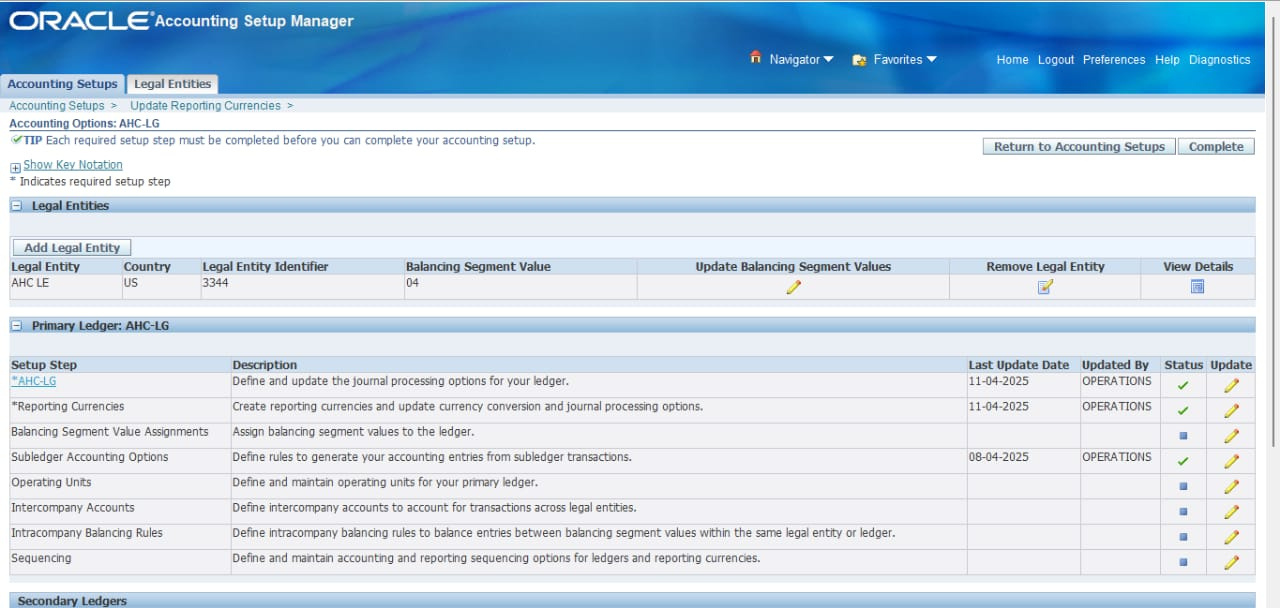 ORACLE® Accounting Setup Manager
Navigator Favorites Home Logout Preferences Help Diagnostics
Accounting Setups Legal Entities
Accounting Setups > Update Reporting Currencies >
Accounting Options: AHC-LG
TIP Each required setup step must be completed before you can complete your accounting setup.
Return to Accounting Setups Complete
Show Key Notation
* Indicates required setup step
Legal Entities
Add Legal Entity
Legal Entity Country Legal Entity Identifier Balancing Segment Value Update Balancing Segment Values Remove Legal Entity View Details
AHC LE US 3344 04
Primary Ledger: AHC-LG
Setup Step Description Last Update Date Updated By Status Update
*AHC-LG Define and update the journal processing options for your ledger. 11-04-2025 OPERATIONS
*Reporting Currencies Create reporting currencies and update currency conversion and journal processing options. 11-04-2025 OPERATIONS
Balancing Segment Value Assignments Assign balancing segment values to the ledger.
Subledger Accounting Options Define rules to generate your accounting entries from subledger transactions. 08-04-2025 OPERATIONS
Operating Units Define and maintain operating units for your primary ledger.
Intercompany Accounts Define intercompany accounts to account for transactions across legal entities.
Intracompany Balancing Rules Define intracompany balancing rules to balance entries between balancing segment values within the same legal entity or ledger.
Sequencing Define and maintain accounting and reporting sequencing options for ledgers and reporting currencies.
Secondary Ledgers